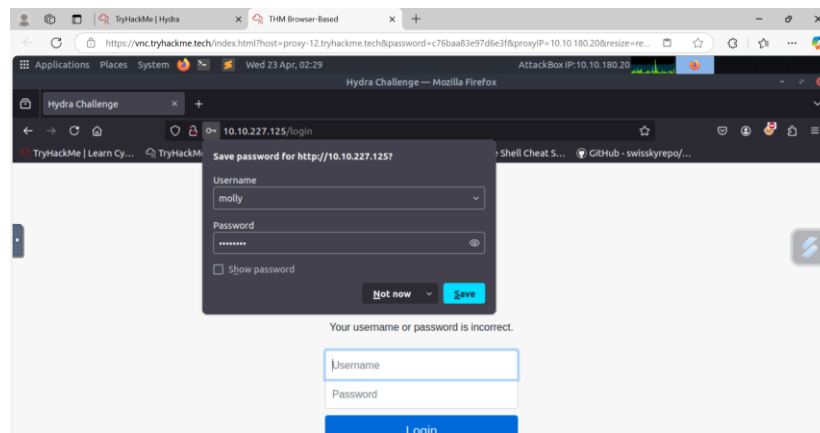 TryHackMe | Hydra
THM Browser-Based
https://vnc.tryhackme.tech/index.html?host=proxy-12.tryhackme.tech&password=c76baa83e97d6e3f&proxyIP=10.10.180.20&resize=re...
Applications Places System Wed 23 Apr, 02:29 AttackBox IP:10.10.180.20
Hydra Challenge — Mozilla Firefox
Hydra Challenge
10.10.227.125/login
TryHackMe | Learn Cy... TryHackM Shell Cheat S... GitHub - swisskyrepo/...
Save password for http://10.10.227.125?
Username
molly
Password
••••••••
Show password
Not now Save
Your username or password is incorrect.
Username
Password
Login